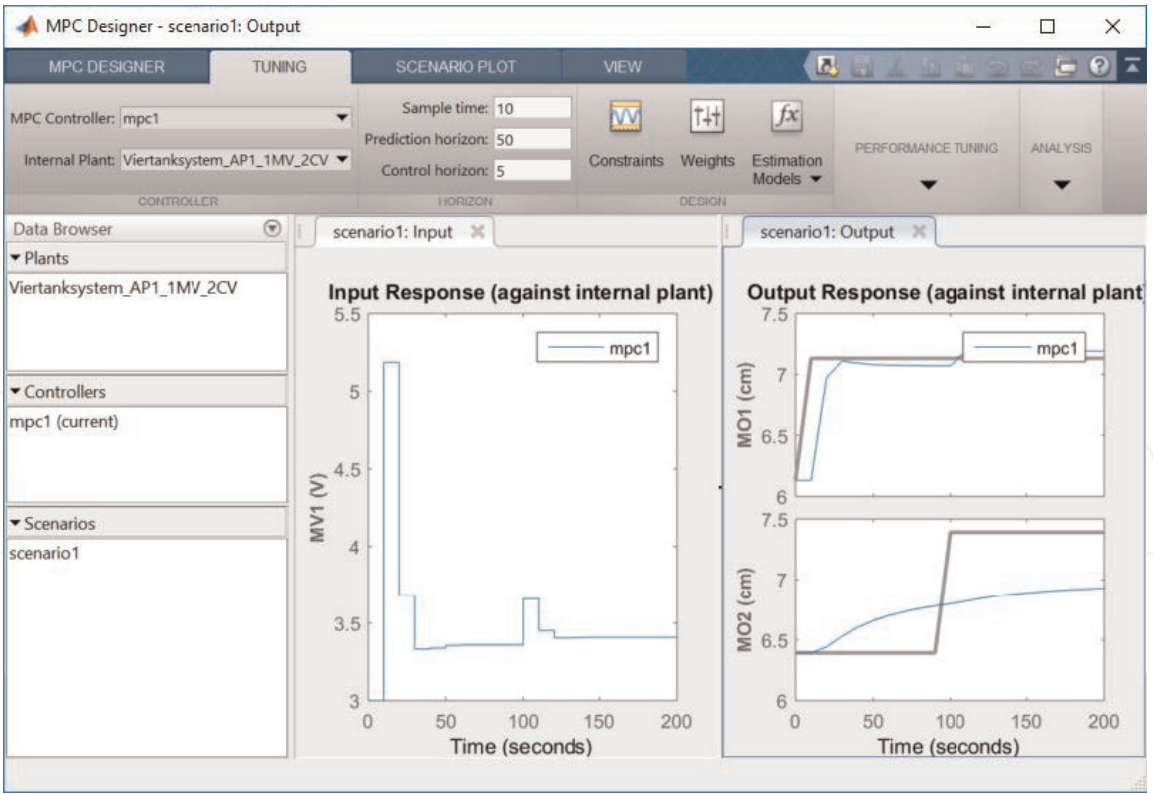 MPC Designer - scenario1: Output
MPC DESIGNER TUNING SCENARIO PLOT VIEW
MPC Controller: mpc1
Internal Plant: Viertanksystem_AP1_1MV_2CV
CONTROLLER
Sample time: 10
Prediction horizon: 50
Control horizon: 5
HORIZON
Constraints Weights Estimation Models
DESIGN
PERFORMANCE TUNING
ANALYSIS
Data Browser
Plants
Viertanksystem_AP1_1MV_2CV
Controllers
mpc1 (current)
Scenarios
scenario1
scenario1: Input
Input Response (against internal plant)
mpc1
MV1 (V)
5.5
5
4.5
4
3.5
3
0 50 100 150 200
Time (seconds)
scenario1: Output
Output Response (against internal plant
mpc1
MO1 (cm)
7.5
7
6.5
6
MO2 (cm)
7.5
7
6.5
6
0 50 100 150 200
Time (seconds)